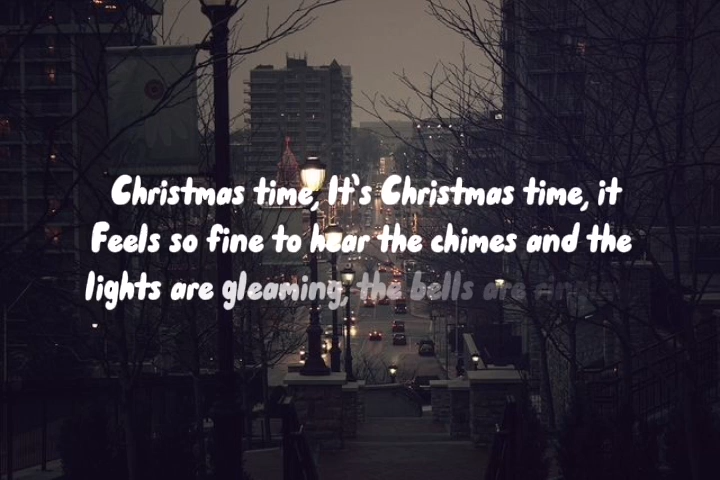 Christmas time, It's Christmas time, it
Feels so fine to hear the chimes and the
lights are gleaming, the bells are